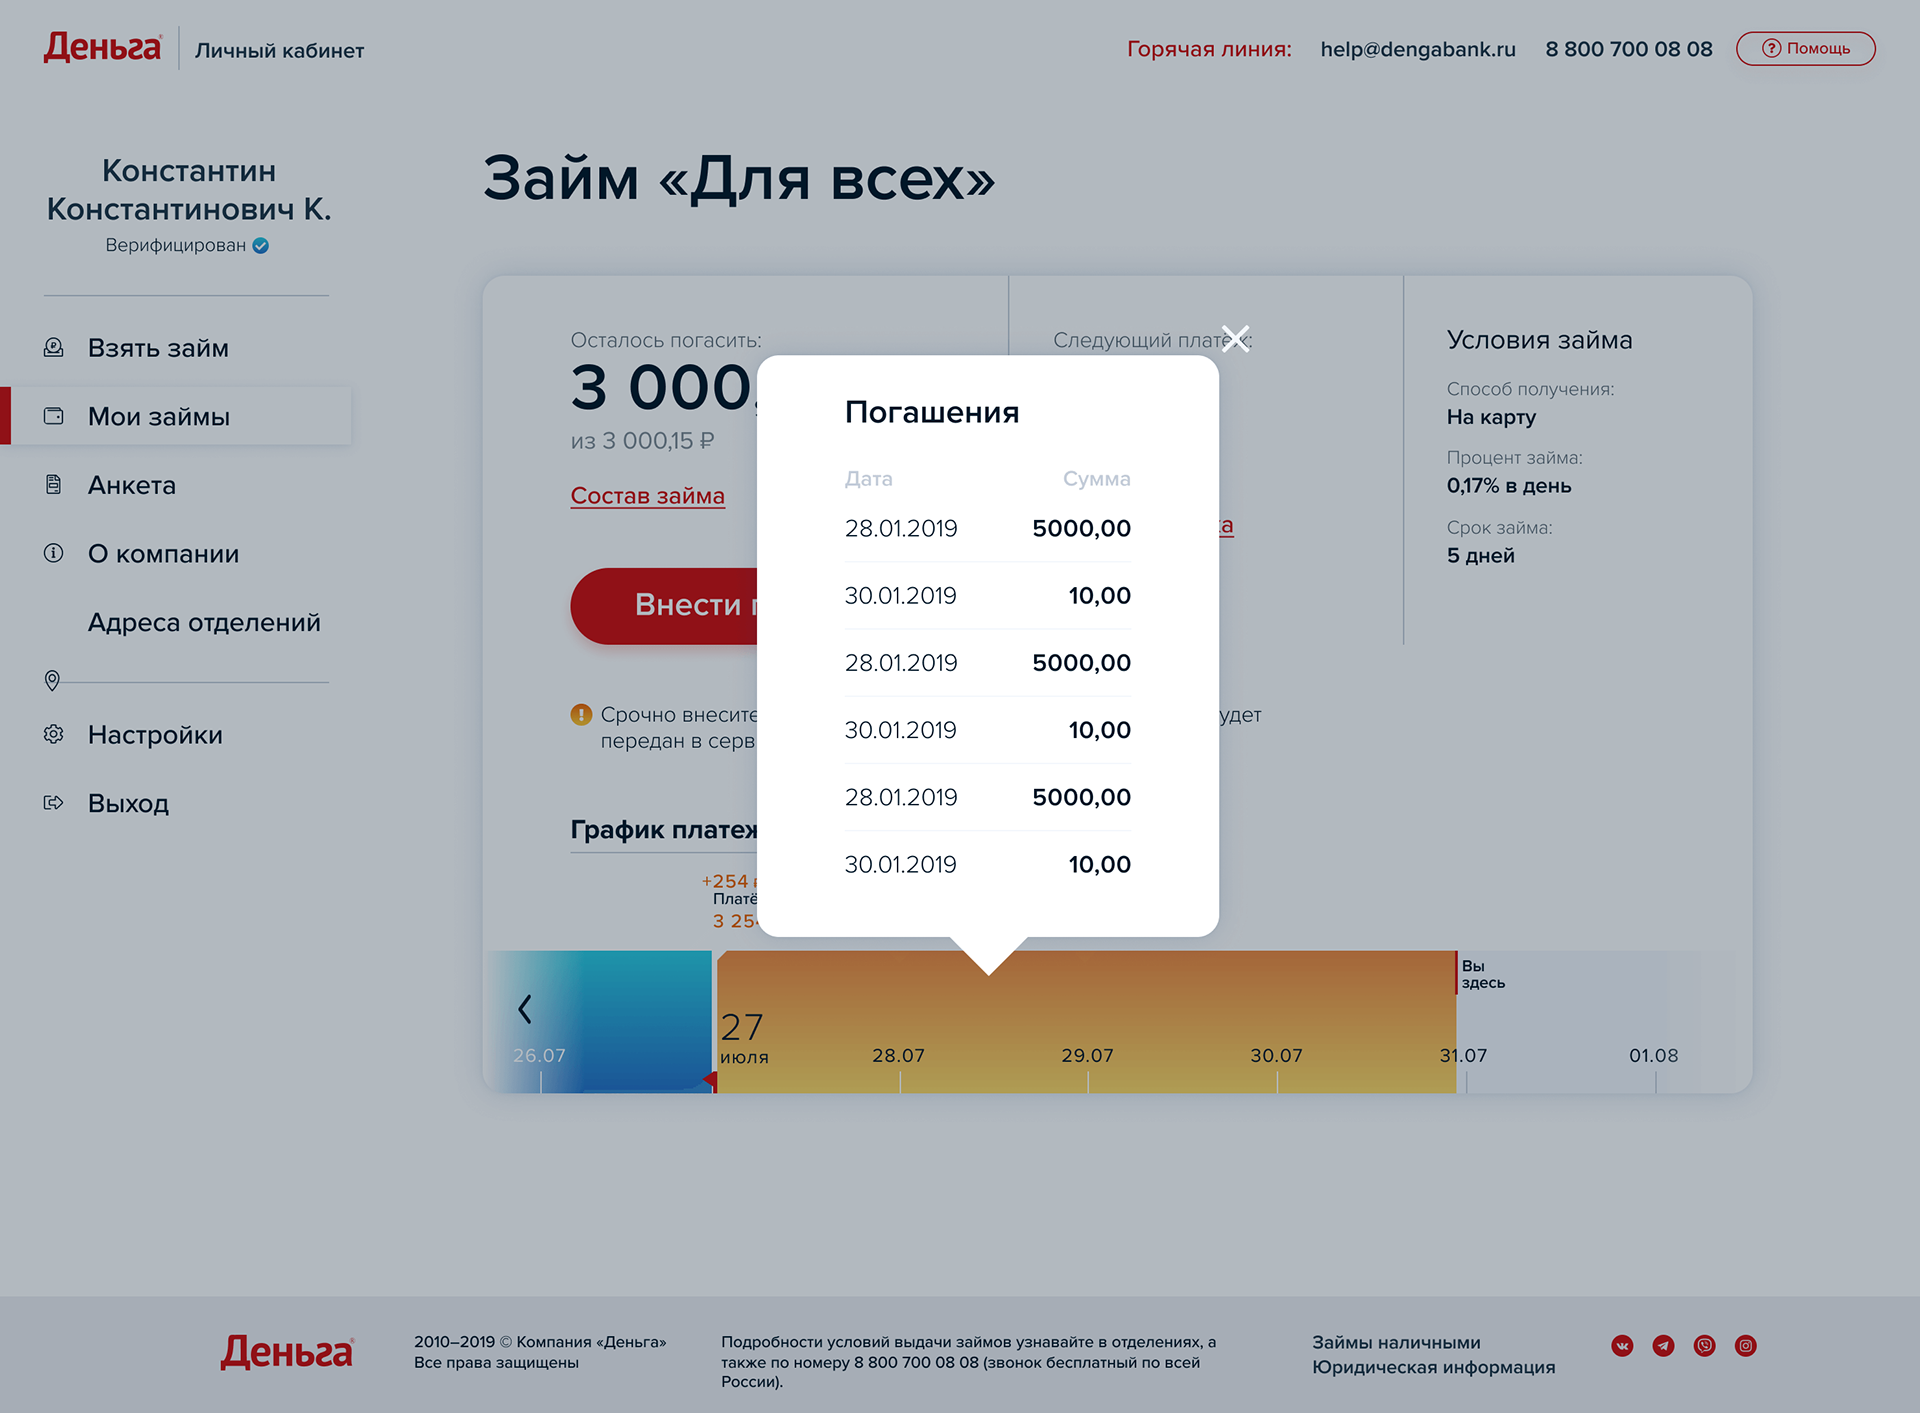 Деньга
Личный кабинет
Горячая линия:
help@dengabank.ru
8 800 700 08 08
Помощь
Константин
Константинович К.
Верифицирован
Взять займ
Мои займы
Анкета
О компании
Адреса отделений
Настройки
Выход
Займ «Для всех»
Осталось погасить:
3 000,
из 3 000,15 ₽
Состав займа
Внести
Срочно внесите
передан в
График
+254
3
Следующий платёж:
Условия займа
Способ получения:
На карту
Процент займа:
0,17% в день
Срок займа:
5 дней
Погашения
Дата Сумма
28.01.2019 5000,00
30.01.2019 10,00
28.01.2019 5000,00
30.01.2019 10,00
28.01.2019 5000,00
30.01.2019 10,00
Вы
здесь
26.07
27
июля
28.07
29.07
30.07
31.07
01.08
Деньга
2010–2019 © Компания «Деньга»
Все права защищены
Подробности условий выдачи займов узнавайте в отделениях, а
также по номеру 8 800 700 08 08 (звонок бесплатный по всей
России).
Займы наличными
Юридическая информация